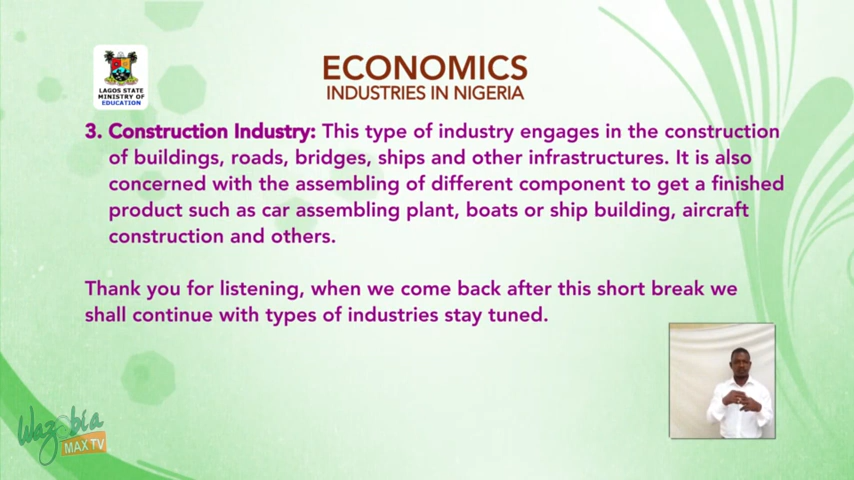 ECONOMICS
INDUSTRIES IN NIGERIA
LAGOS STATE
MINISTRY OF
EDUCATION
3. Construction Industry: This type of industry engages in the construction
of buildings, roads, bridges, ships and other infrastructures. It is also
concerned with the assembling of different component to get a finished
product such as car assembling plant, boats or ship building, aircraft
construction and others.
Thank you for listening, when we come back after this short break we
shall continue with types of industries stay tuned.
Wazobia
MAX TV